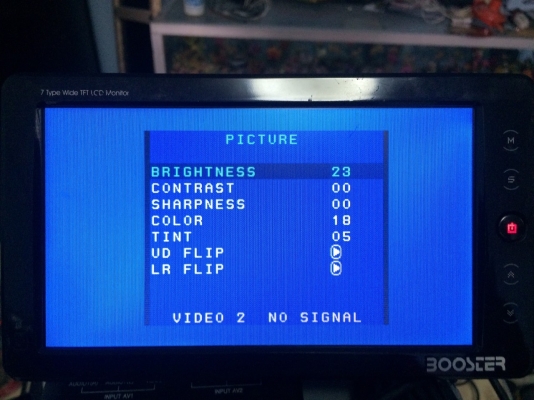 7 Type Wide TFT LCD Monitor
PICTURE
BRIGHTNESS 23
CONTRAST 00
SHARPNESS 00
COLOR 18
TINT 05
UD FLIP
LR FLIP
VIDEO 2 NO SIGNAL
M
S
BOOSTER
INPUT AV1
INPUT AV2